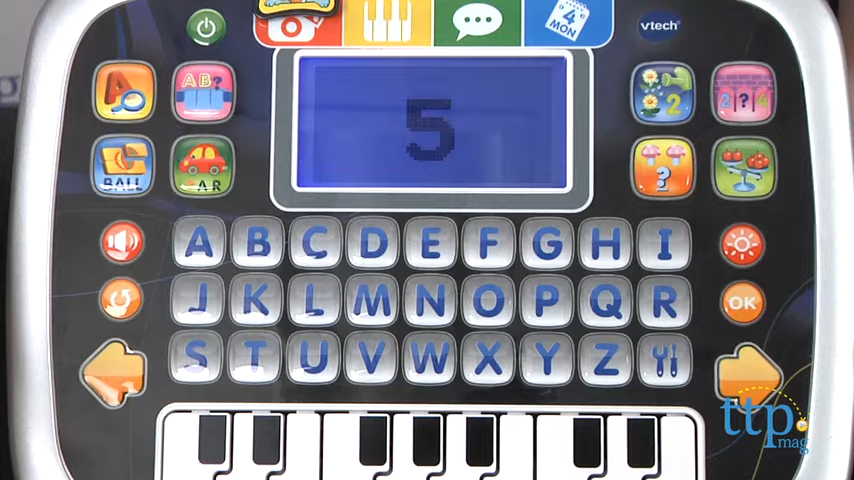 4
MON
vtech
A
AB?
5
2
2 ? 4
BALL
AR
?
A B C D E F G H I
J K L M N O P Q R
OK
S T U V W X Y Z
ttp
mag